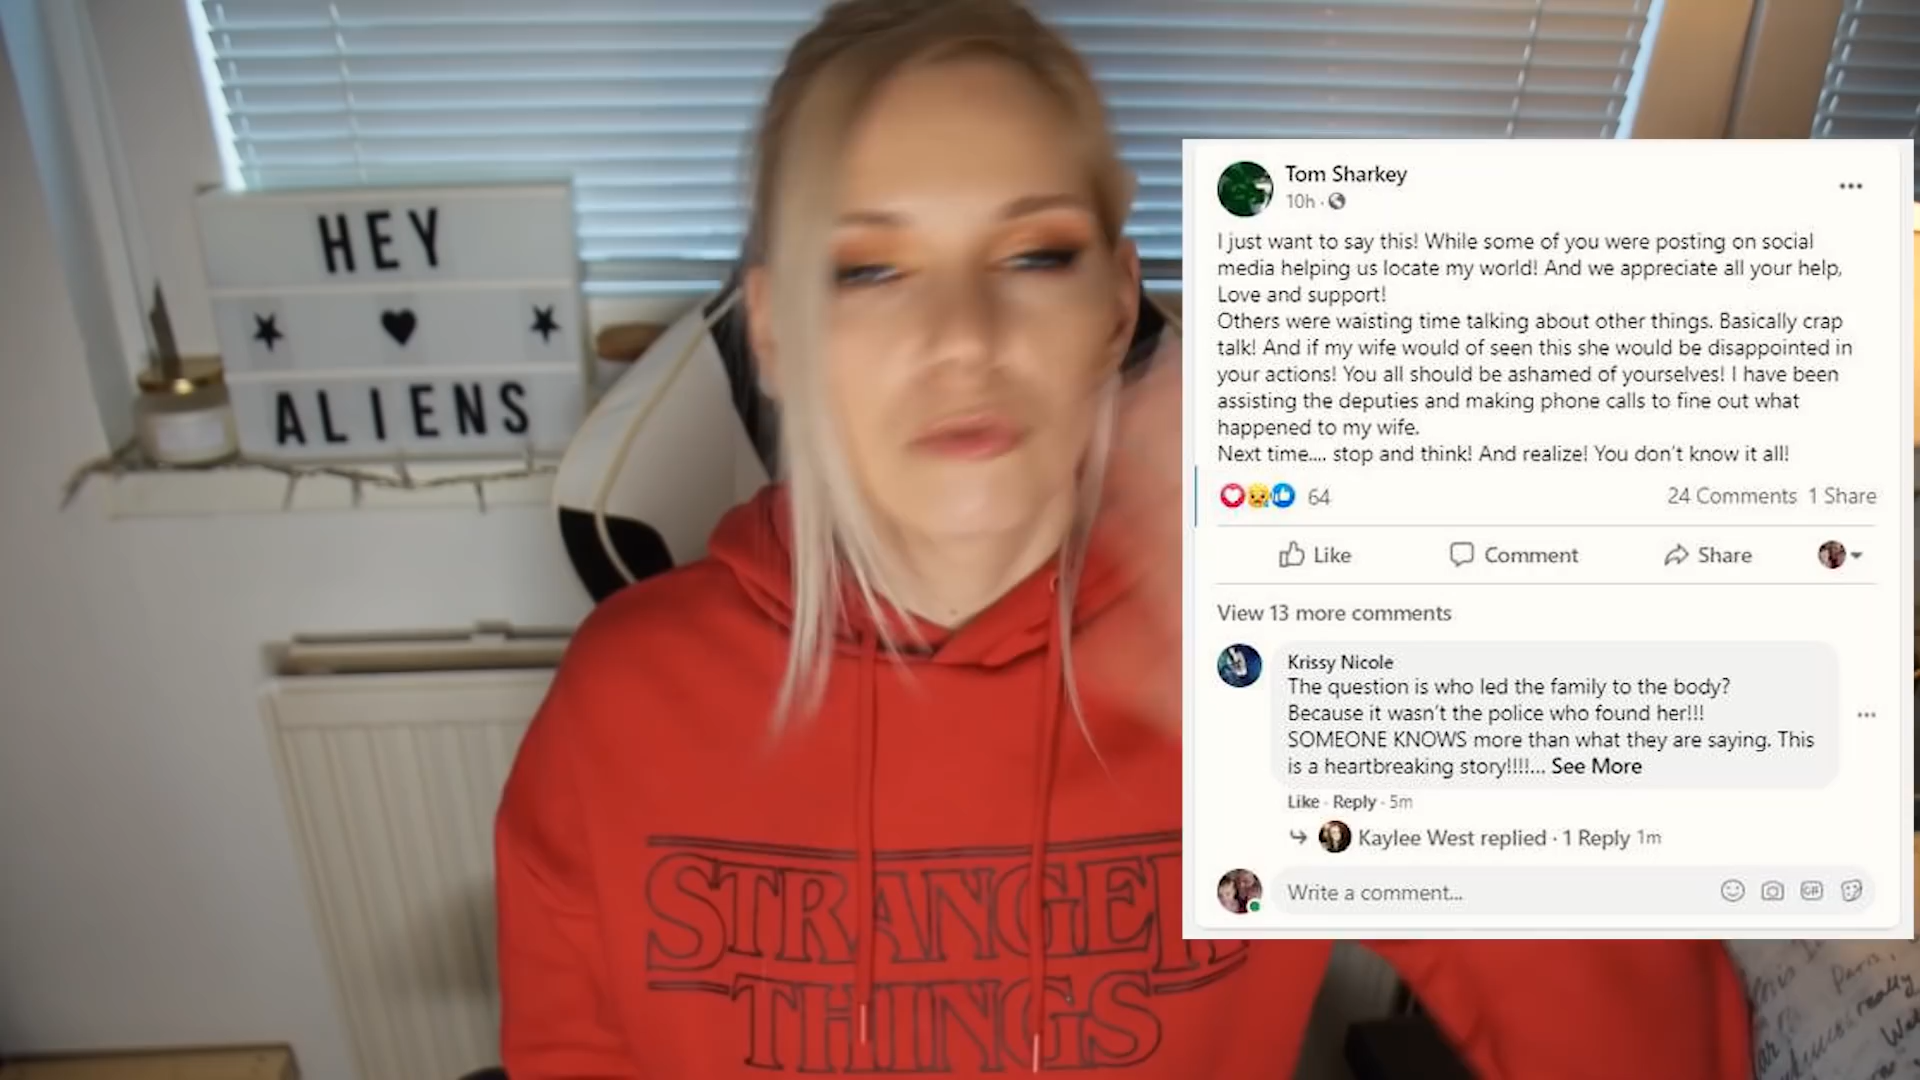 HEY
ALIENS
STRANGER
THINGS
Tom Sharkey
10h
I just want to say this! While some of you were posting on social
media helping us locate my world! And we appreciate all your help,
Love and support!
Others were waisting time talking about other things. Basically crap
talk! And if my wife would of seen this she would be disappointed in
your actions! You all should be ashamed of yourselves! I have been
assisting the deputies and making phone calls to fine out what
happened to my wife.
Next time.... stop and think! And realize! You don't know it all!
64
24 Comments 1 Share
Like Comment Share
View 13 more comments
Krissy Nicole
The question is who led the family to the body?
Because it wasn't the police who found her!!!
SOMEONE KNOWS more than what they are saying. This
is a heartbreaking story!!!!... See More
Like · Reply · 5m
Kaylee West replied · 1 Reply 1m
Write a comment...
GIF
Paris,
really